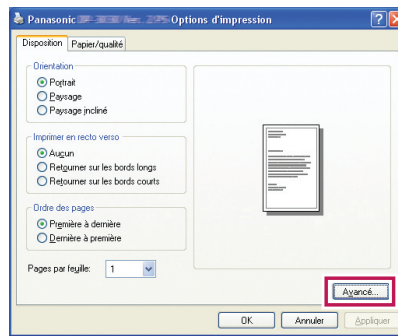 Panasonic Options d'impression
Disposition
Papier/qualité
Orientation
Portrait
Paysage
Paysage incliné
Imprimer en recto verso
Aucun
Retourner sur les bords longs
Retourner sur les bords courts
Ordre des pages
Première à dernière
Dernière à première
Pages par feuille:
1
Avancé...
OK
Annuler
Appliquer